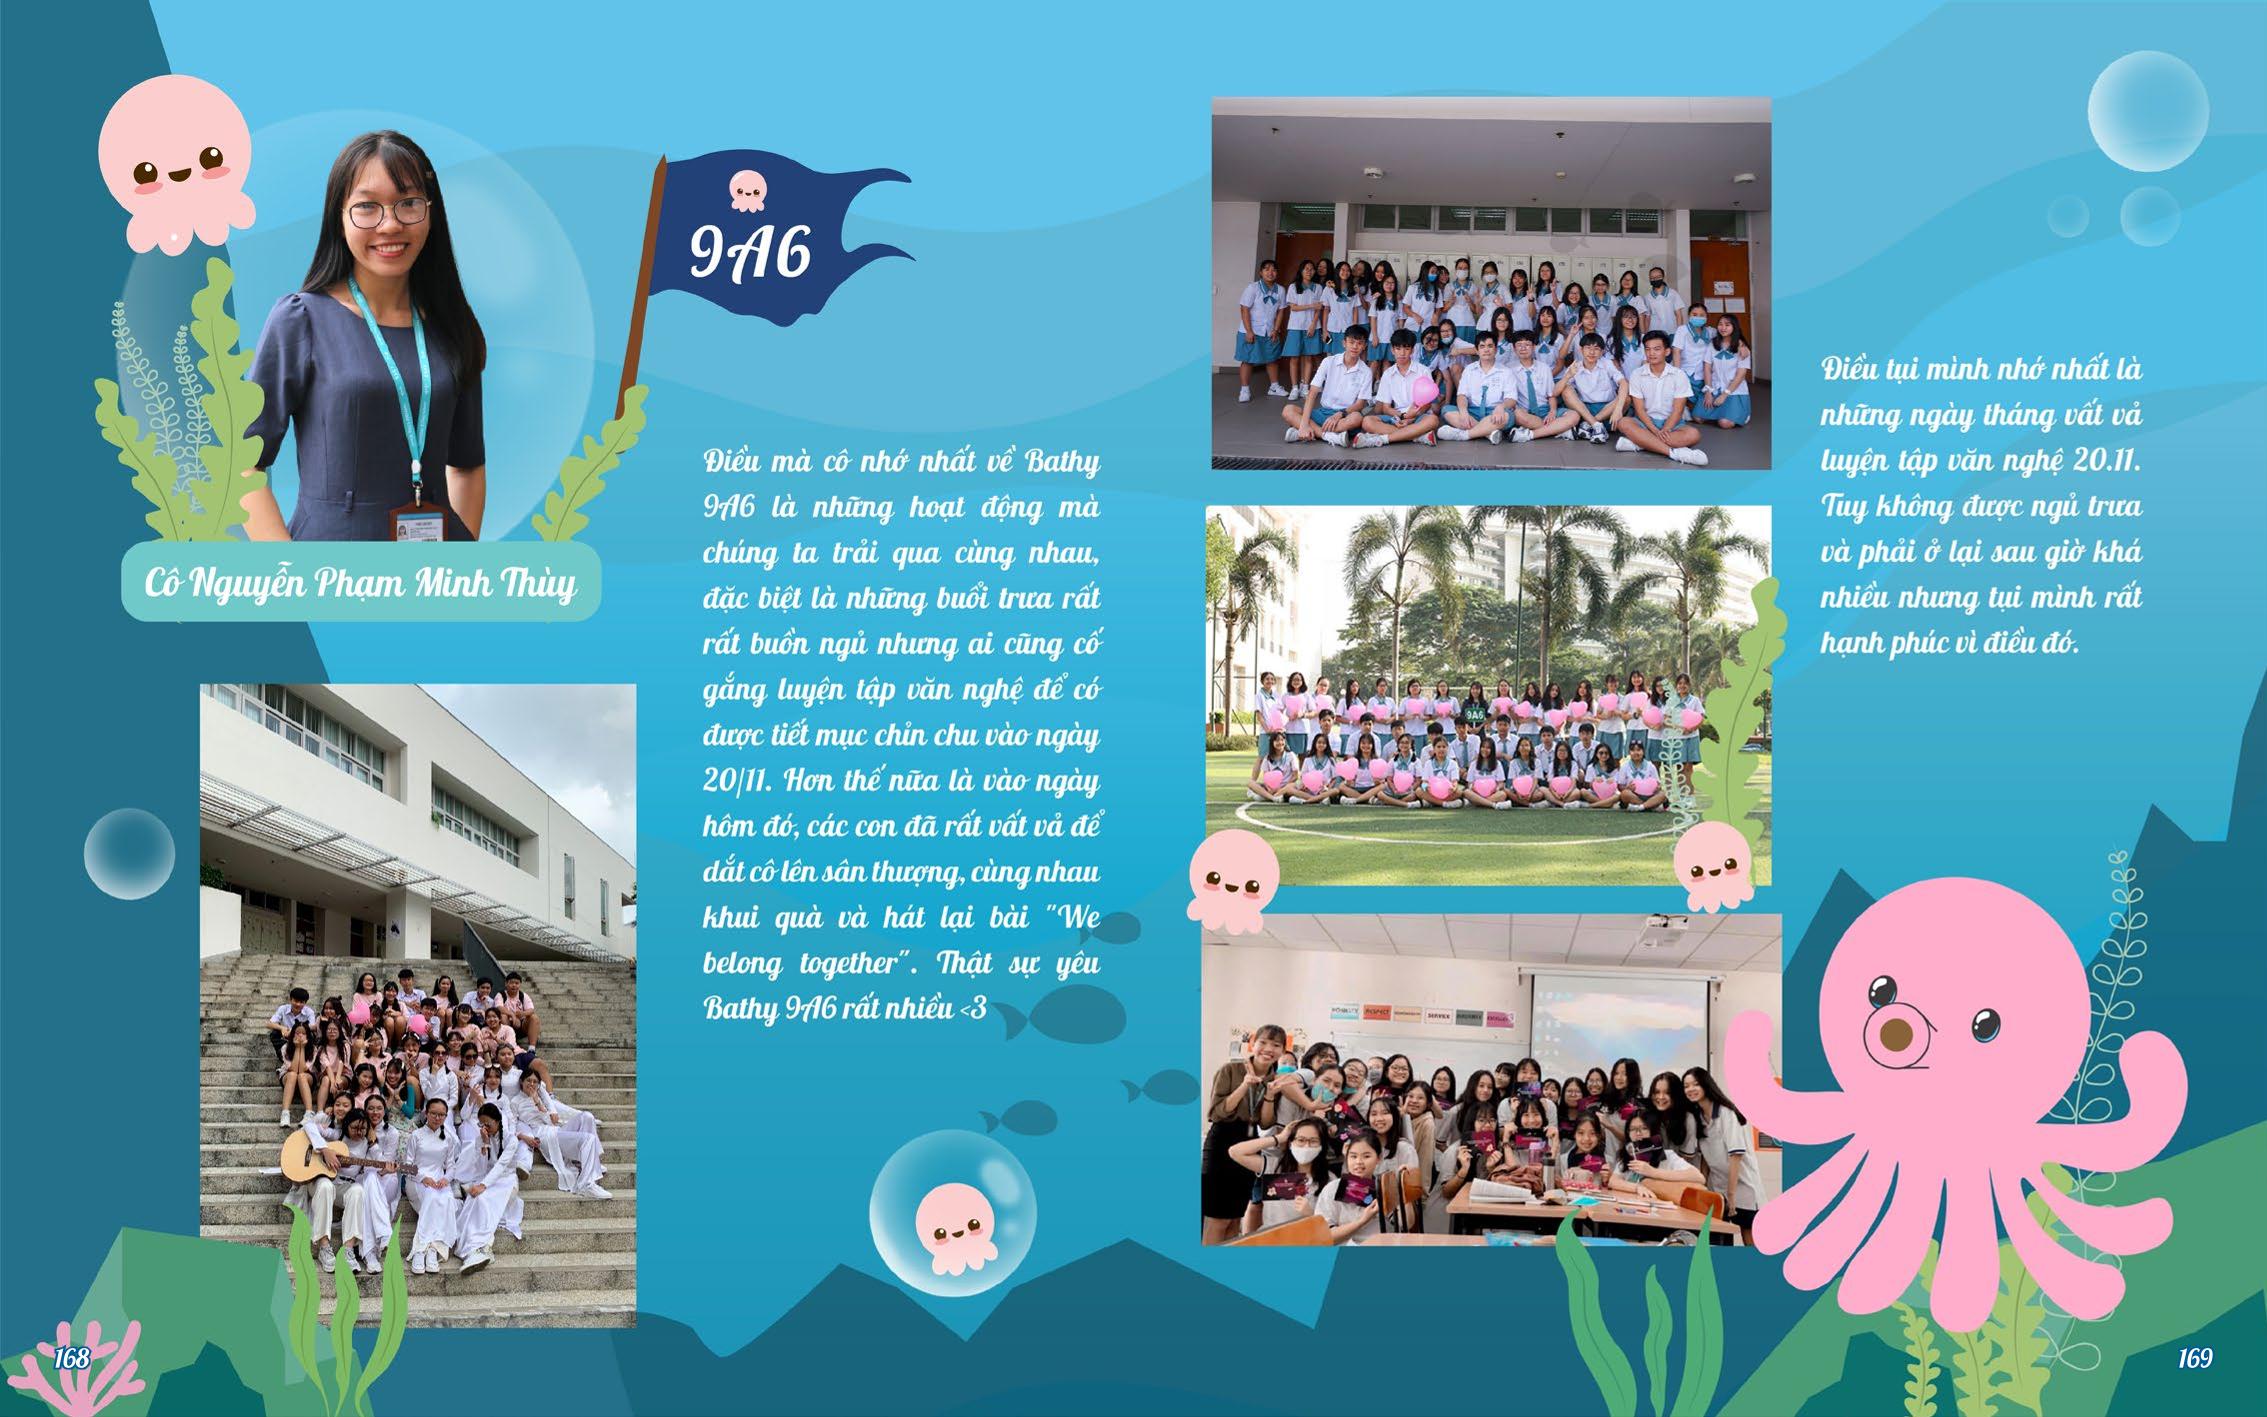 9A6
Cô Nguyễn Phạm Minh Thùy
Điều mà cô nhớ nhất về Bathy
9A6 là những hoạt động mà
chúng ta trải qua cùng nhau,
đặc biệt là những buổi trưa rất
rất buồn ngủ nhưng ai cũng cố
gắng luyện tập văn nghệ để có
được tiết mục chỉn chu vào ngày
20/11. Hơn thế nữa là vào ngày
hôm đó, các con đã rất vất vả để
dắt cô lên sân thượng, cùng nhau
khui quà và hát lại bài "We
belong together". Thật sự yêu
Bathy 9A6 rất nhiều <3
168
9A6
RESPECT
SERVICE
Điều tụi mình nhớ nhất là
những ngày tháng vất vả
luyện tập văn nghệ 20.11.
Tuy không được ngủ trưa
và phải ở lại sau giờ khá
nhiều nhưng tụi mình rất
hạnh phúc vì điều đó.
169